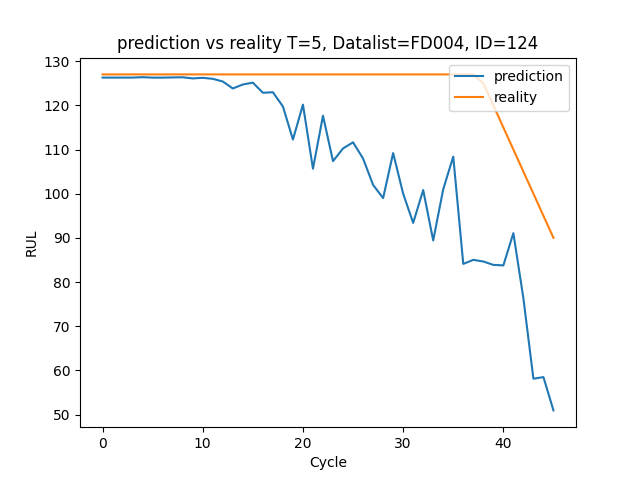 prediction vs reality T=5, Datalist=FD004, ID=124
prediction
reality
130
120
110
100
90
80
70
60
50
RUL
0 10 20 30 40
Cycle